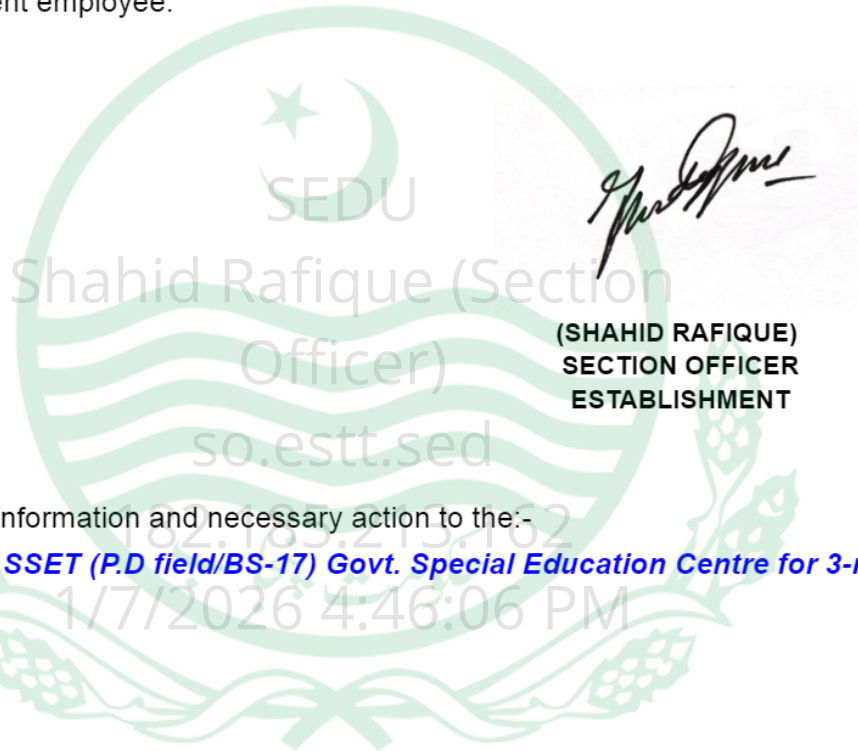 ent employee.
SEDU
Shahid Rafique (Section
Officer)
(SHAHID RAFIQUE)
SECTION OFFICER
ESTABLISHMENT
so.estt.sed
nformation and necessary action to the:-
182.185.213.162
SSET (P.D field/BS-17) Govt. Special Education Centre for 3-
1/7/2026 4:46:06 PM